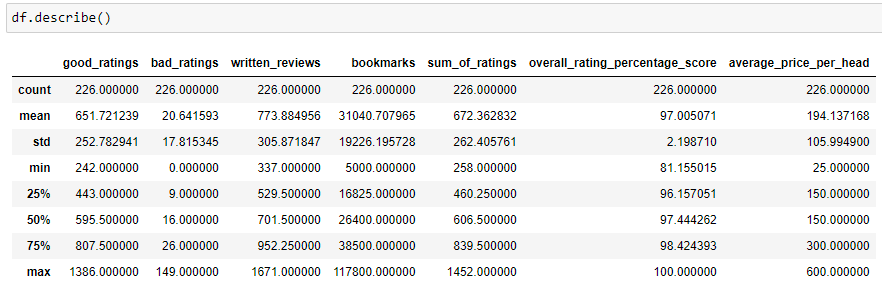 df.describe()
good_ratings bad_ratings written_reviews bookmarks sum_of_ratings overall_rating_percentage_score average_price_per_head
count 226.000000 226.000000 226.000000 226.000000 226.000000 226.000000 226.000000
mean 651.721239 20.641593 773.884956 31040.707965 672.362832 97.005071 194.137168
std 252.782941 17.815345 305.871847 19226.195728 262.405761 2.198710 105.994900
min 242.000000 0.000000 337.000000 5000.000000 258.000000 81.155015 25.000000
25% 443.000000 9.000000 529.500000 16825.000000 460.250000 96.157051 150.000000
50% 595.500000 16.000000 701.500000 26400.000000 606.500000 97.444262 150.000000
75% 807.500000 26.000000 952.250000 38500.000000 839.500000 98.424393 300.000000
max 1386.000000 149.000000 1671.000000 117800.000000 1452.000000 100.000000 600.000000